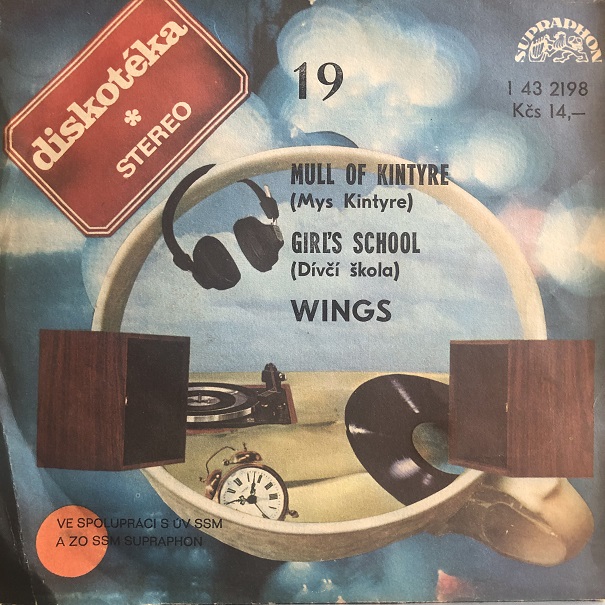 diskotéka
*
STEREO
19
SUPRAPHON
1 43 2198
Kčs 14,—
MULL OF KINTYRE
(Mys Kintyre)
GIRL'S SCHOOL
(Dívčí škola)
WINGS
VE SPOLUPRÁCI S ÚV SSM
A ZO SSM SUPRAPHON